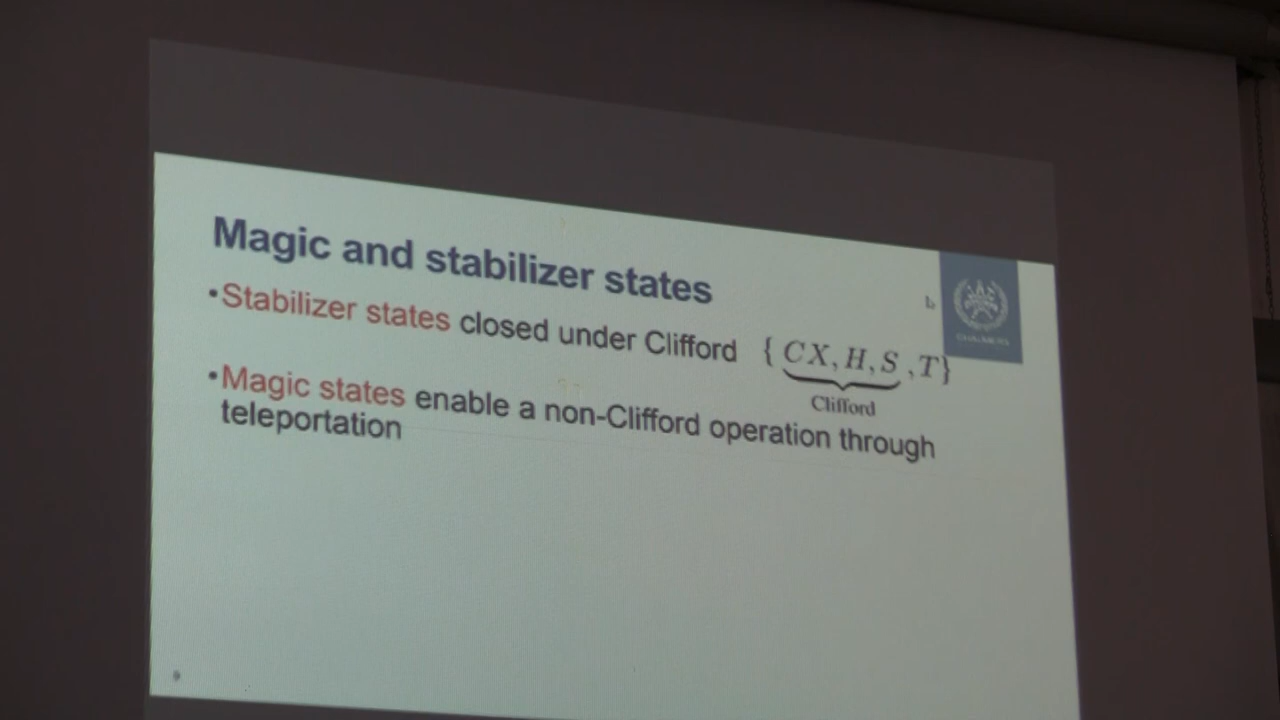 Magic and stabilizer states
•Stabilizer states closed under Clifford { CX, H, S , T}
Clifford
•Magic states enable a non-Clifford operation through
teleportation